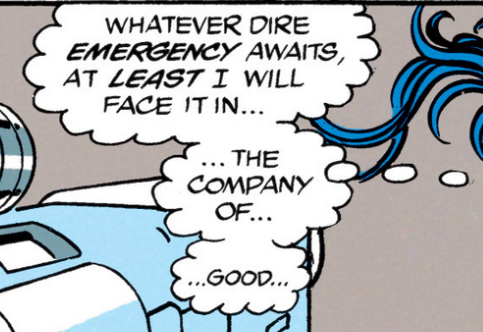 WHATEVER DIRE
EMERGENCY AWAITS,
AT LEAST I WILL
FACE IT IN...
...THE
COMPANY
OF...
...GOOD...